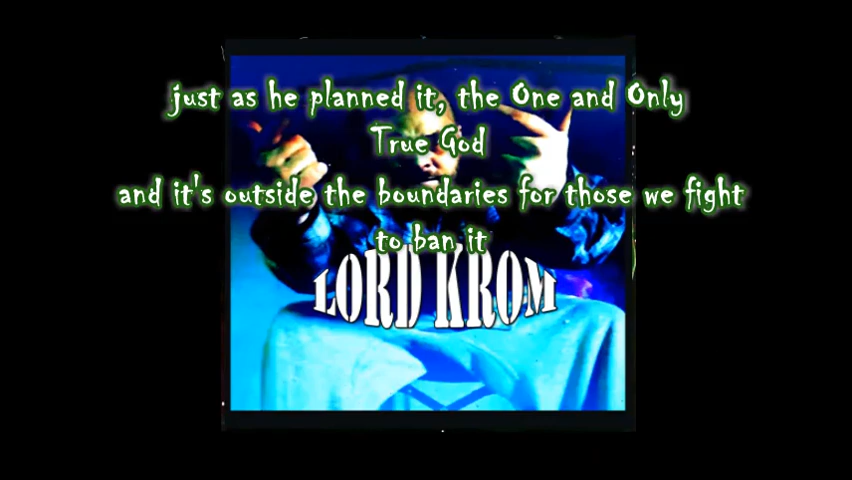 just as he planned it, the One and Only
True God
and it's outside the boundaries for those we fight
to ban it
LORD KROM